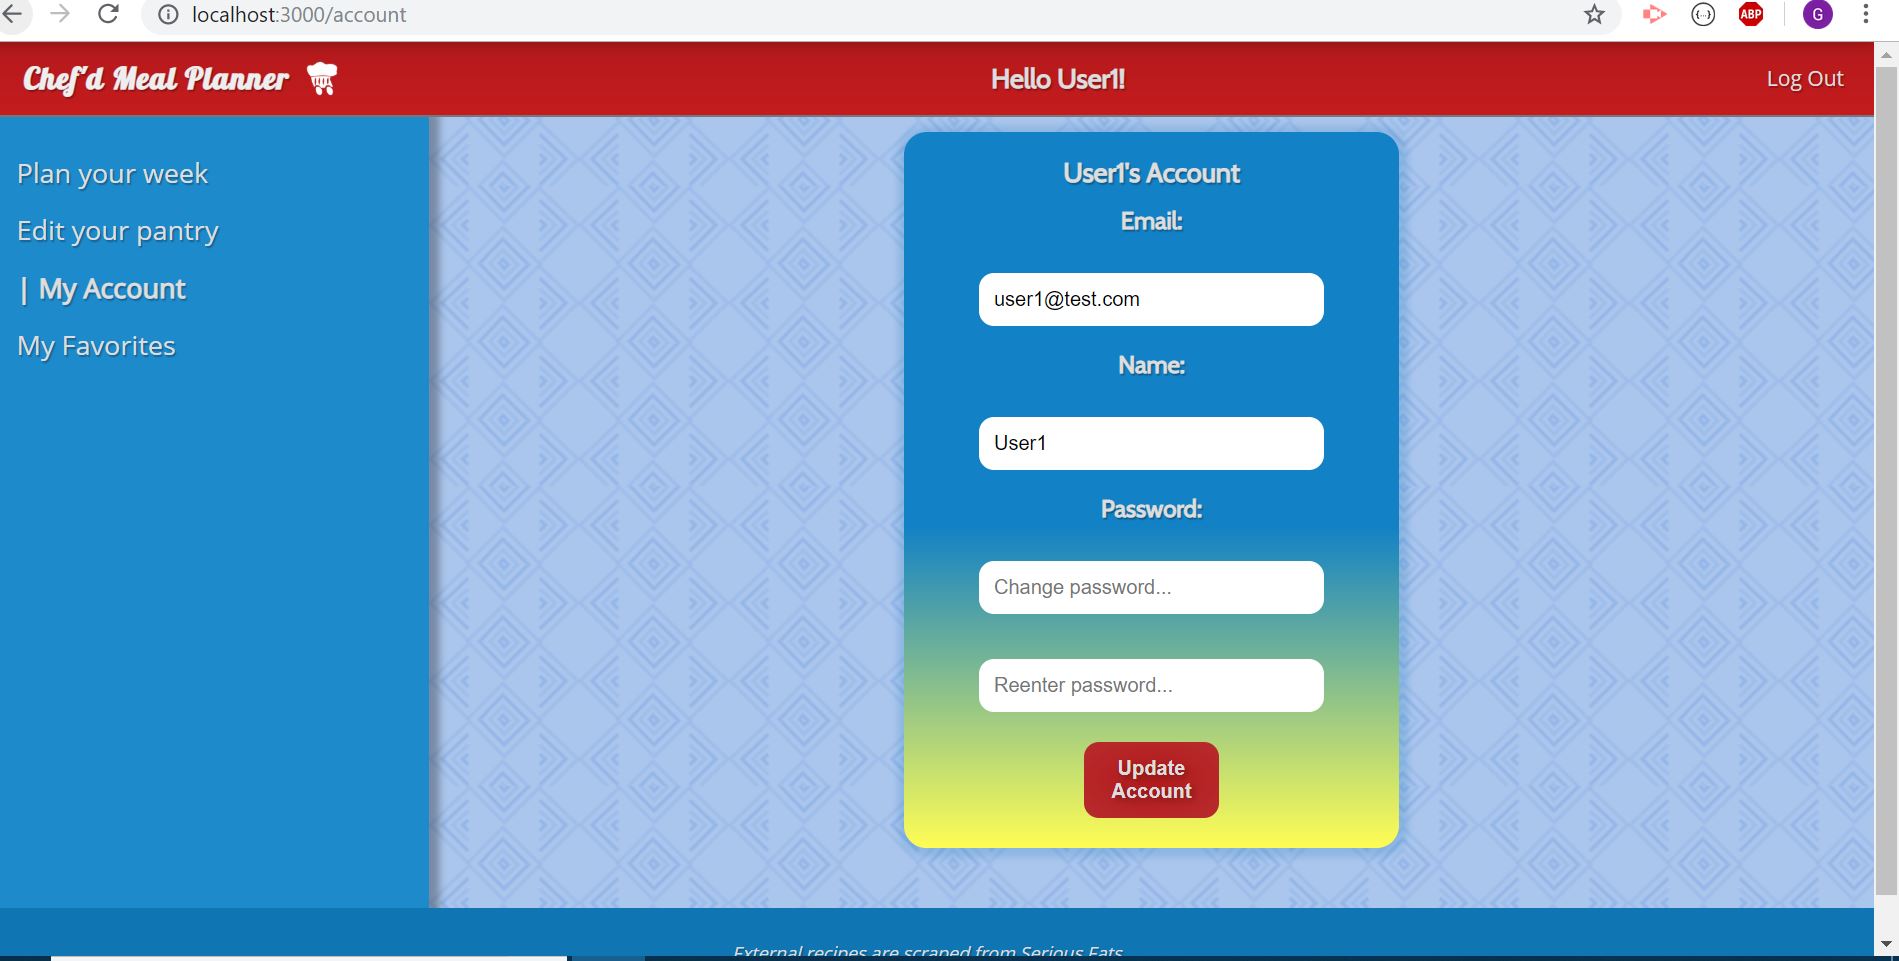 localhost:3000/account
{...}
ABP
G
Chef'd Meal Planner
Hello User1!
Log Out
Plan your week
Edit your pantry
| My Account
My Favorites
User1's Account
Email:
user1@test.com
Name:
User1
Password:
Change password...
Reenter password...
Update
Account
External recipes are scraped from Serious Eats